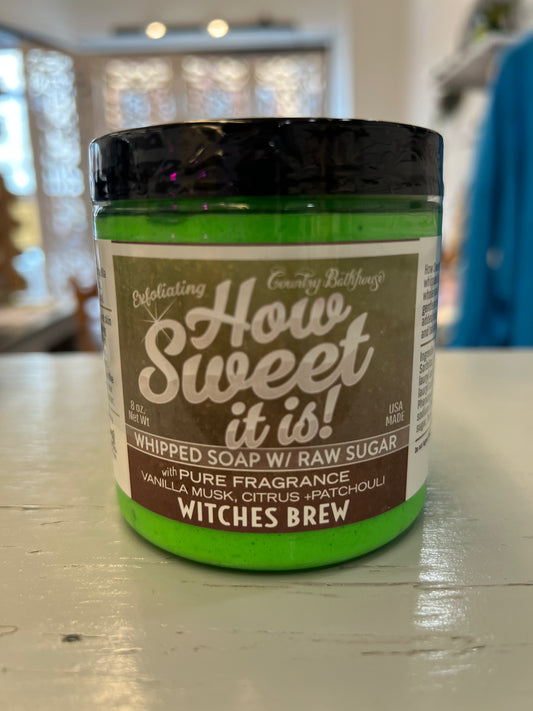 Exfoliating
Country Bathhouse
How
Sweet
it is!
8 oz.
Net Wt
USA
MADE
WHIPPED SOAP W/ RAW SUGAR
with PURE FRAGRANCE
VANILLA MUSK, CITRUS + PATCHOULI
WITCHES BREW